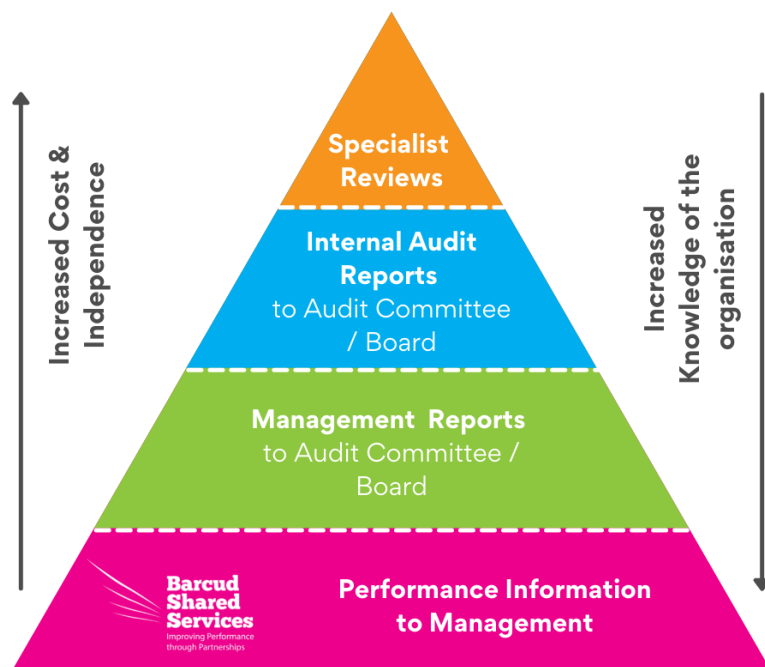 Specialist
Reviews
Increased Cost &
Independence
Increased
Knowledge of the
organisation
Internal Audit
Reports
to Audit Committee
/ Board
Management Reports
to Audit Committee /
Board
Barcud
Shared
Services
Improving Performance
through Partnerships
Performance Information
to Management